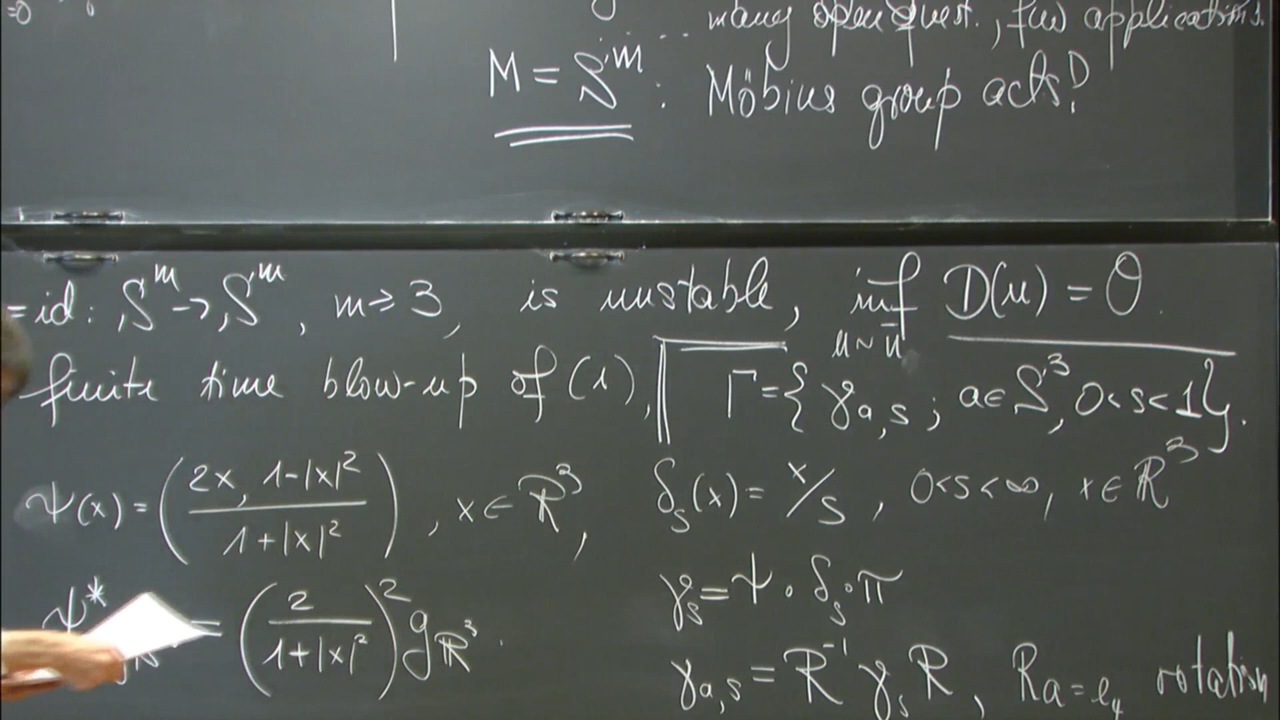 =0
... many open quest., few applications.
M = S^m : Möbius group acts!
=id: S^m → S^m, m ≥ 3, is unstable, inf_{u~ū} D(u) = 0.
finite time blow-up of (1), Γ = { γ_{a,s} ; a ∈ S^3, 0<s<1 }.
ψ(x) = ( 2x, 1-|x|^2 / 1+|x|^2 ), x ∈ ℝ^3, δ_s(x) = x/s, 0<s<∞, x ∈ ℝ^3
γ_s = ψ ∘ δ_s ∘ π
ψ^* = ( 2 / 1+|x|^2 )^2 g_{ℝ^3}.
γ_{a,s} = R^{-1} γ_s R, Ra = e_4 rotation